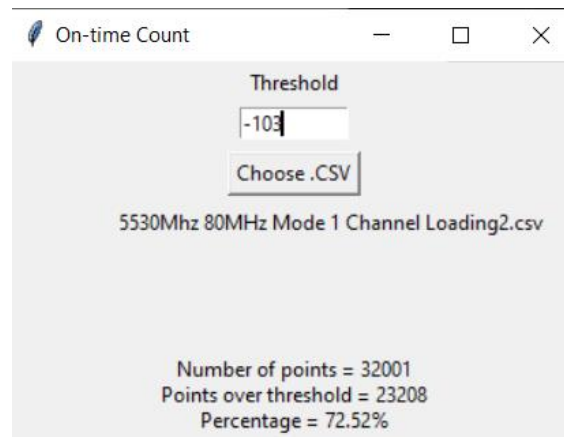 On-time Count
Threshold
-103
Choose .CSV
5530Mhz 80MHz Mode 1 Channel Loading2.csv
Number of points = 32001
Points over threshold = 23208
Percentage = 72.52%